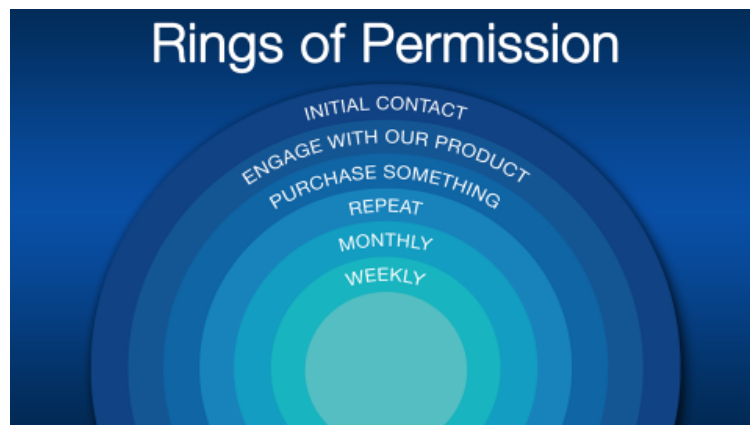 Rings of Permission
INITIAL CONTACT
ENGAGE WITH OUR PRODUCT
PURCHASE SOMETHING
REPEAT
MONTHLY
WEEKLY